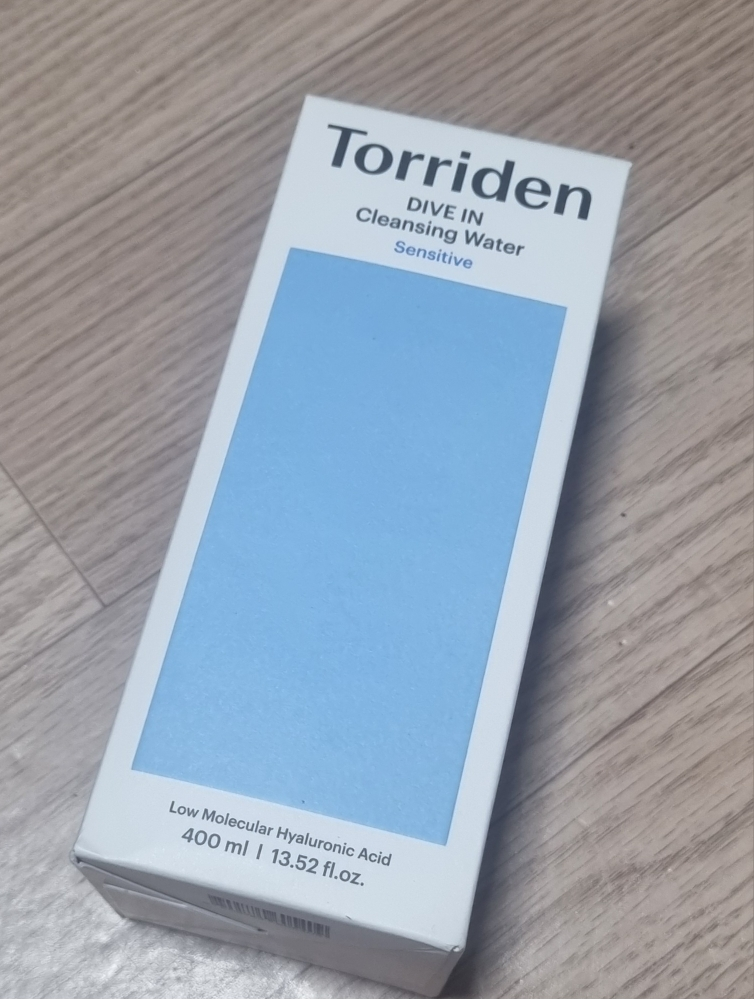 Torriden
DIVE IN
Cleansing Water
Sensitive
Low Molecular Hyaluronic Acid
400 ml | 13.52 fl.oz.